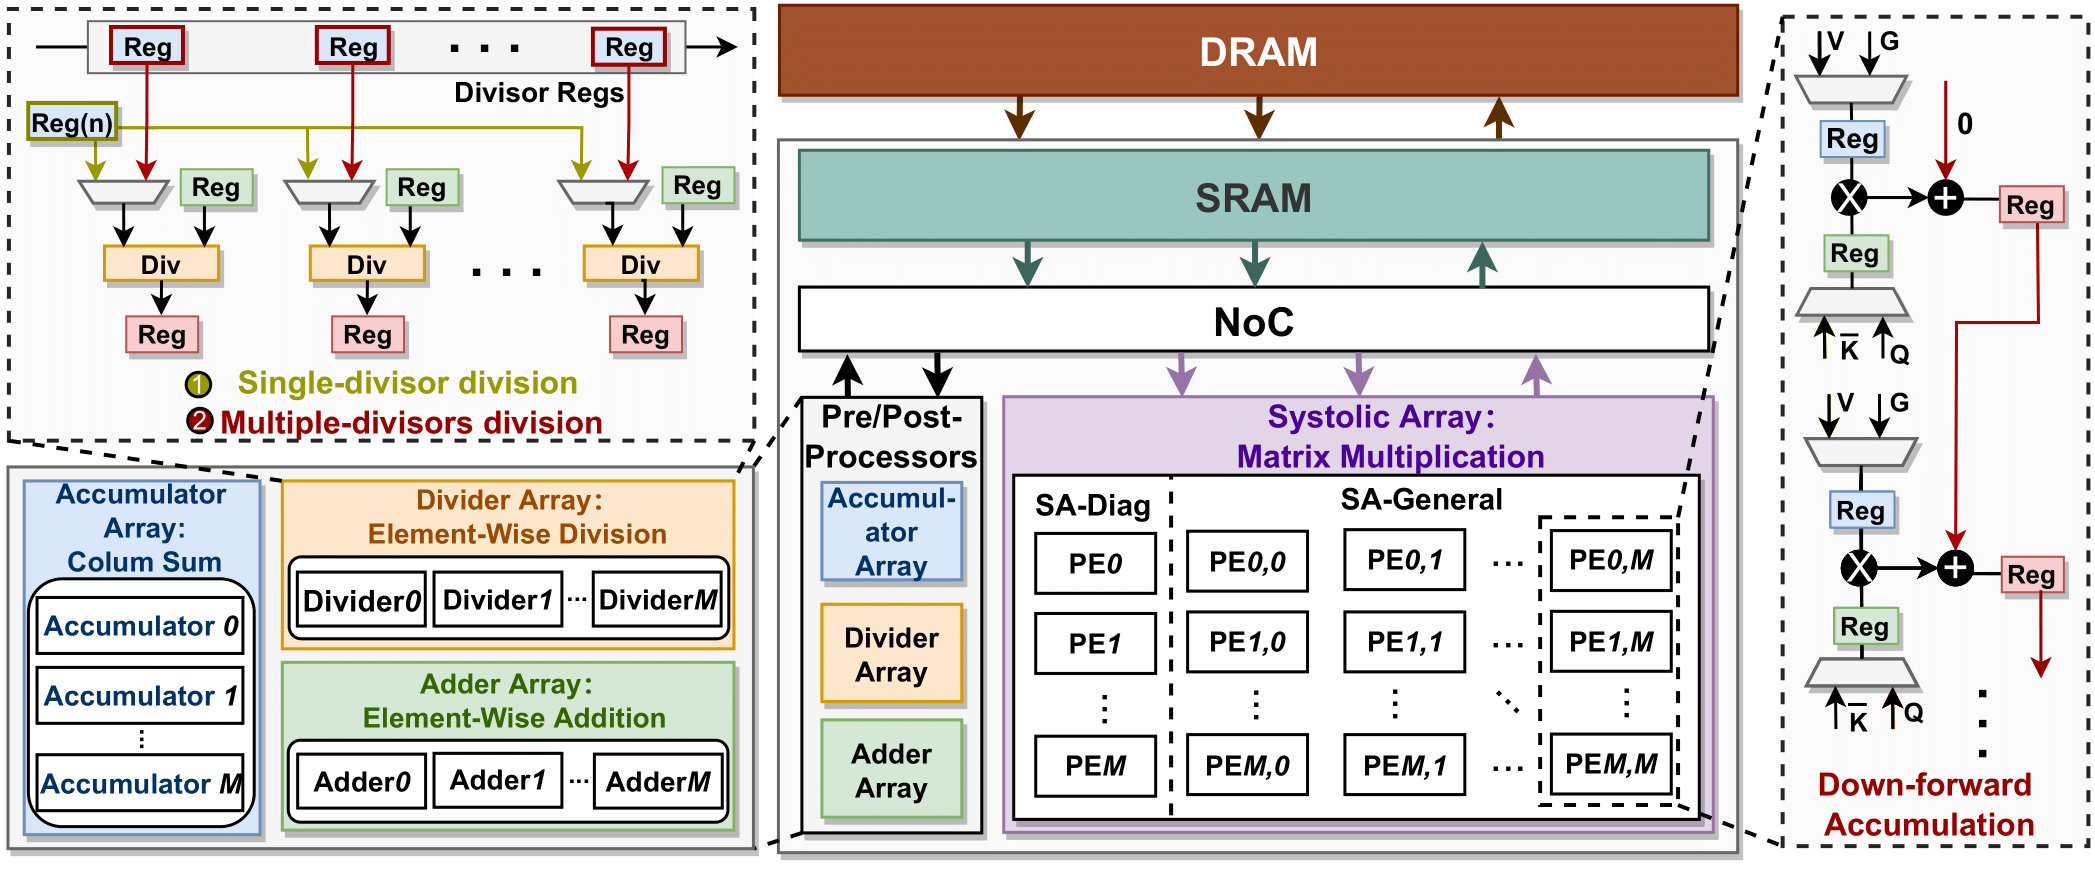 Reg Reg ... Reg
Divisor Regs
Reg(n)
Reg Reg Reg
Div Div ... Div
Reg Reg Reg
1 Single-divisor division
2 Multiple-divisors division
Accumulator
Array:
Colum Sum
Accumulator 0
Accumulator 1
⋮
Accumulator M
Divider Array:
Element-Wise Division
Divider0 Divider1 ... DividerM
Adder Array:
Element-Wise Addition
Adder0 Adder1 ... AdderM
DRAM
SRAM
NoC
Pre/Post-
Processors
Accumul-
ator
Array
Divider
Array
Adder
Array
Systolic Array:
Matrix Multiplication
SA-Diag SA-General
PE0 PE0,0 PE0,1 ... PE0,M
PE1 PE1,0 PE1,1 ... PE1,M
⋮ ⋮ ⋮ ⋱ ⋮
PEM PEM,0 PEM,1 ... PEM,M
V G
Reg 0
X + Reg
Reg
K̅ Q
V G
Reg
X + Reg
Reg
K̅ Q
⋮
Down-forward
Accumulation